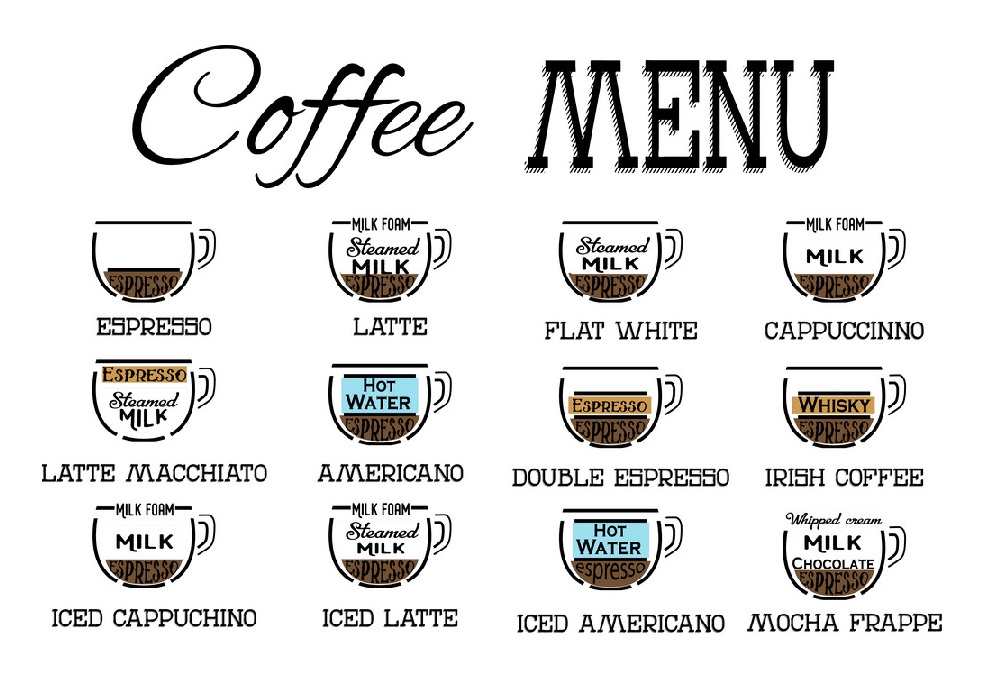 Coffee MENU
ESPRESSO
ESPRESSO
MILK FOAM
Steamed
MILK
ESPRESSO
LATTE
Steamed
MILK
ESPRESSO
FLAT WHITE
MILK FOAM
MILK
ESPRESSO
CAPPUCCINNO
ESPRESSO
Steamed
MILK
LATTE MACCHIATO
HOT
WATER
ESPRESSO
AMERICANO
ESPRESSO
ESPRESSO
DOUBLE ESPRESSO
WHISKY
ESPRESSO
IRISH COFFEE
MILK FOAM
MILK
ESPRESSO
ICED CAPPUCHINO
MILK FOAM
Steamed
MILK
ESPRESSO
ICED LATTE
HOT
WATER
espresso
ICED AMERICANO
Whipped cream
MILK
CHOCOLATE
ESPRESSO
MOCHA FRAPPE